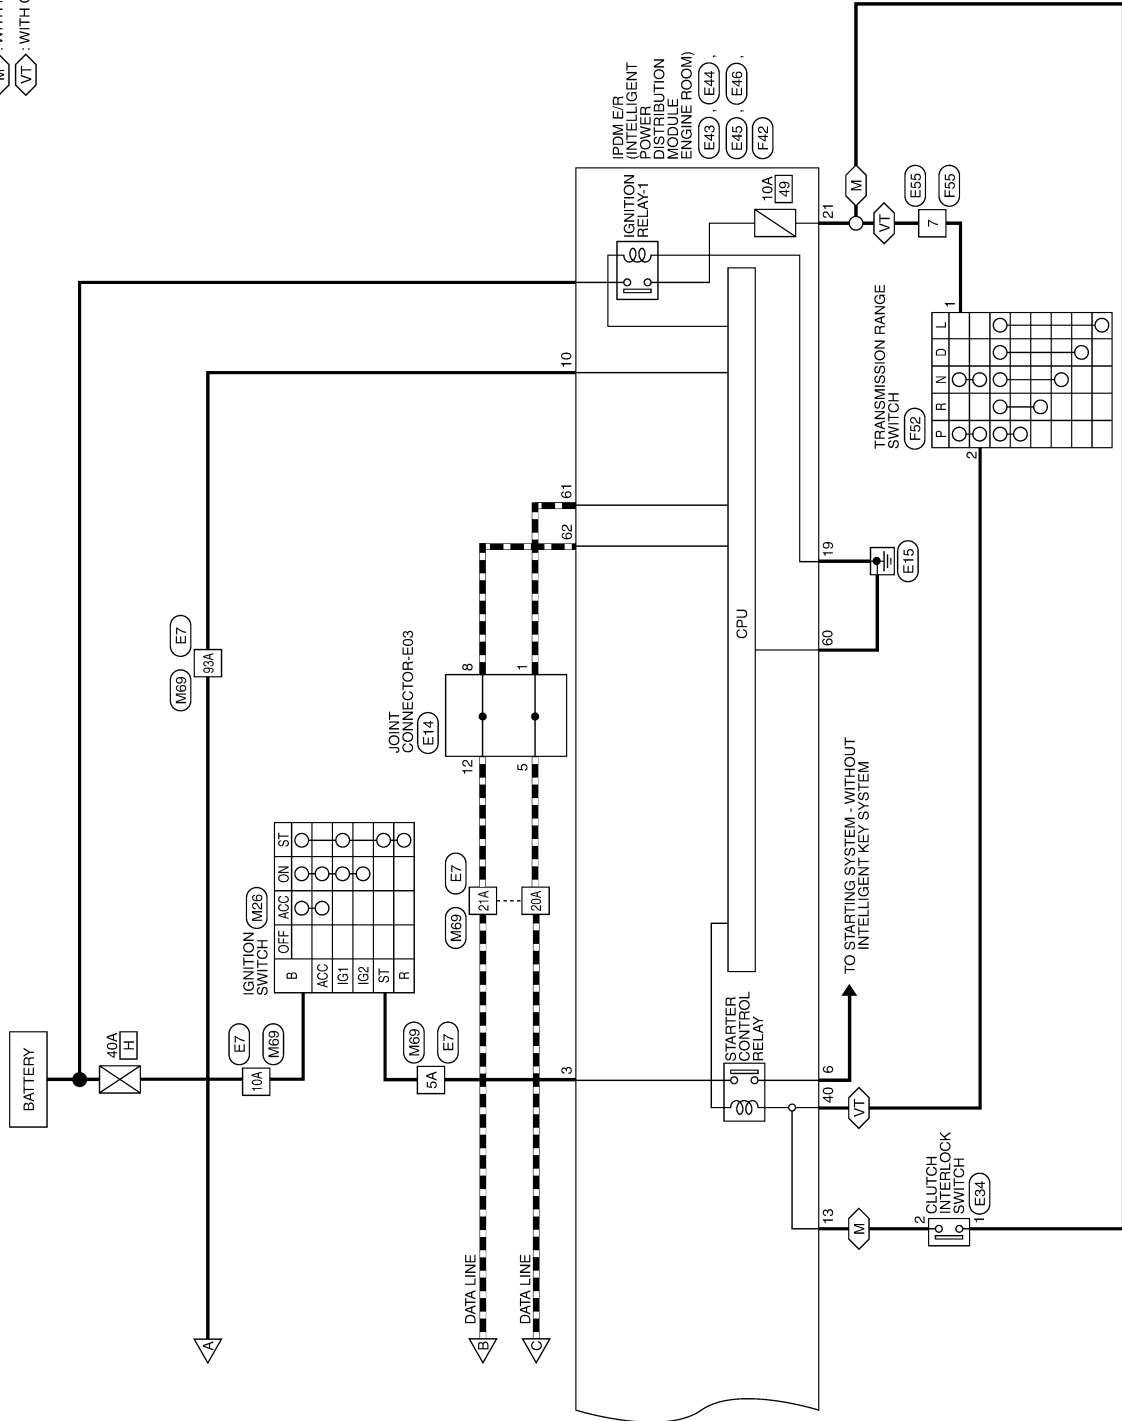 M : WITH
VT : WITH
BATTERY
40A
H
E7
M69
10A
M69
E7
93A
IGNITION
SWITCH
M26
OFF ACC ON ST
B
ACC
IG1
IG2
ST
R
M69
E7
5A
JOINT
CONNECTOR-E03
E14
8
1
12
5
M69
E7
21A
20A
DATA LINE
DATA LINE
A
B
C
3
62
61
10
IPDM E/R
(INTELLIGENT
POWER
DISTRIBUTION
MODULE
ENGINE ROOM)
E43 , E44 ,
E45 , E46 ,
F42
IGNITION
RELAY-1
10A
49
CPU
STARTER
CONTROL
RELAY
13
40
6
60
19
21
M
VT
TO STARTING SYSTEM - WITHOUT
INTELLIGENT KEY SYSTEM
E15
M
VT
7
E55
F55
CLUTCH
INTERLOCK
SWITCH
E34
2
1
TRANSMISSION RANGE
SWITCH
F52
P R N D L
2
1